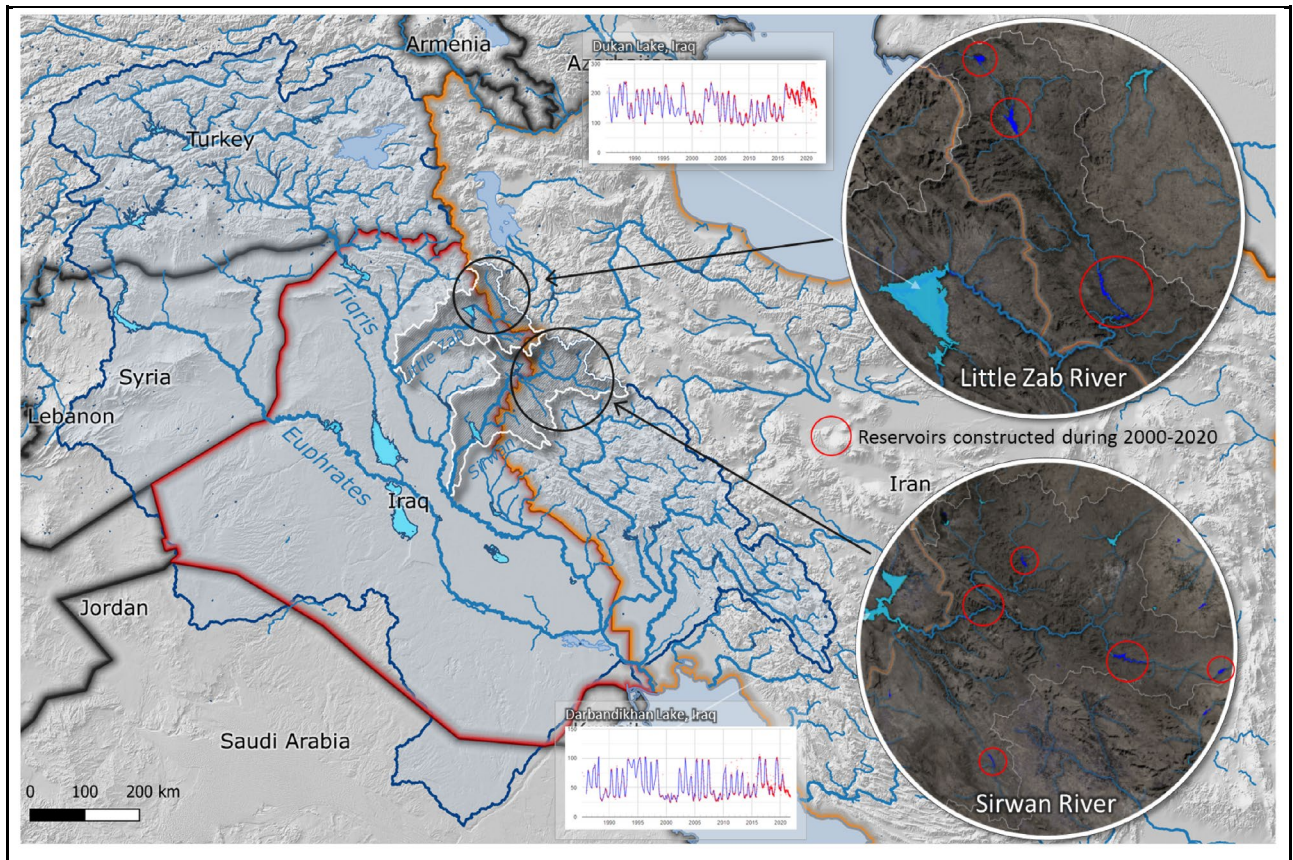 Armenia
Turkey
Syria
Lebanon
Tigris
Little Zab
Euphrates
Iraq
Jordan
Saudi Arabia
Iran
0 100 200 km
Dukan Lake, Iraq
300
200
100
0
1990 1995 2000 2005 2010 2015 2020
Little Zab River
Reservoirs constructed during 2000-2020
Sirwan River
Darbandikhan Lake, Iraq
150
100
50
0
1990 1995 2000 2005 2010 2015 2020